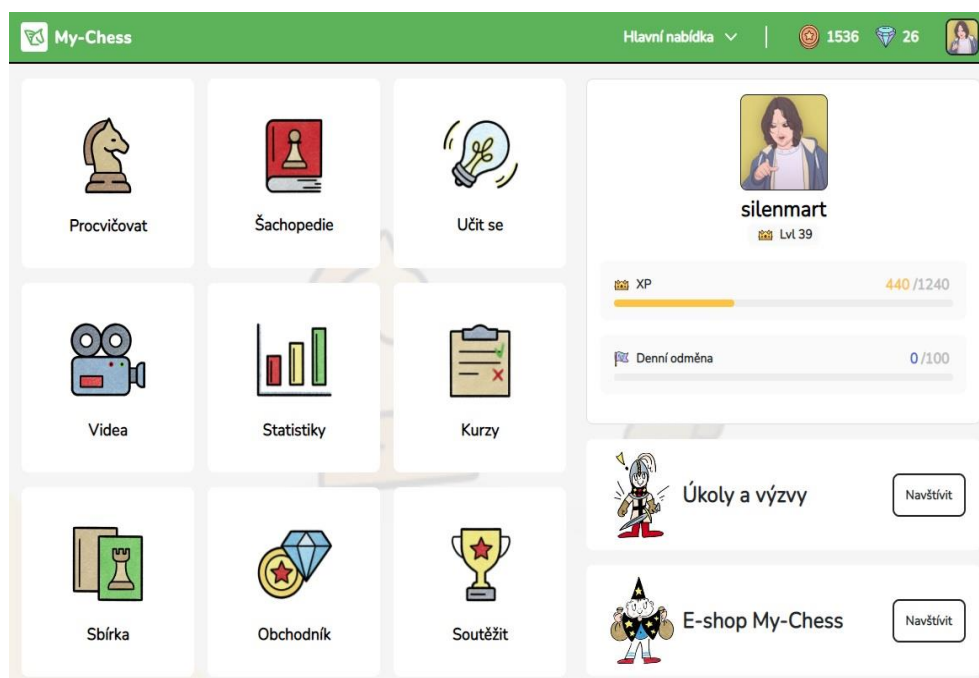 My-Chess
Hlavní nabídka
1536
26
Procvičovat
Šachopedie
Učit se
Videa
Statistiky
Kurzy
Sbírka
Obchodník
Soutěžit
silenmart
Lvl 39
XP
440 /1240
Denní odměna
0 /100
Úkoly a výzvy
Navštívit
E-shop My-Chess
Navštívit